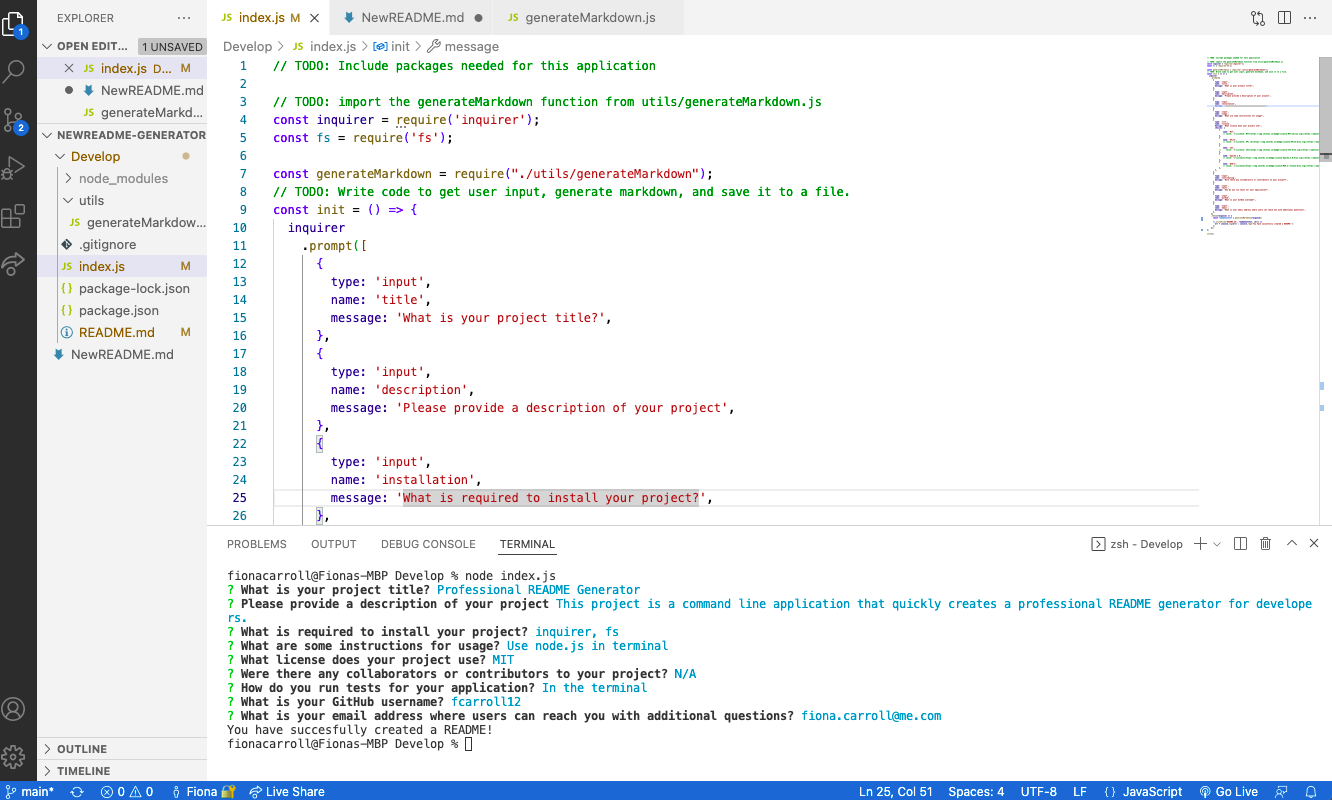 EXPLORER ···
JS index.js M ×
NewREADME.md ●
JS generateMarkdown.js
OPEN EDIT... 1 UNSAVED
× JS index.js D... M
● NewREADME.md
JS generateMarkd...
NEWREADME-GENERATOR
Develop
node_modules
utils
JS generateMarkdow...
.gitignore
JS index.js M
{} package-lock.json
{} package.json
README.md M
NewREADME.md
OUTLINE
TIMELINE
1
2
Develop > JS index.js > init > message
1 // TODO: Include packages needed for this application
2
3 // TODO: import the generateMarkdown function from utils/generateMarkdown.js
4 const inquirer = require('inquirer');
5 const fs = require('fs');
6
7 const generateMarkdown = require("./utils/generateMarkdown");
8 // TODO: Write code to get user input, generate markdown, and save it to a file.
9 const init = () => {
10 inquirer
11 .prompt([
12 {
13 type: 'input',
14 name: 'title',
15 message: 'What is your project title?',
16 },
17 {
18 type: 'input',
19 name: 'description',
20 message: 'Please provide a description of your project',
21 },
22 {
23 type: 'input',
24 name: 'installation',
25 message: 'What is required to install your project?',
26 },
PROBLEMS OUTPUT DEBUG CONSOLE TERMINAL
zsh - Develop
fionacarroll@Fionas-MBP Develop % node index.js
? What is your project title? Professional README Generator
? Please provide a description of your project This project is a command line application that quickly creates a professional README generator for develope
rs.
? What is required to install your project? inquirer, fs
? What are some instructions for usage? Use node.js in terminal
? What license does your project use? MIT
? Were there any collaborators or contributors to your project? N/A
? How do you run tests for your application? In the terminal
? What is your GitHub username? fcarroll12
? What is your email address where users can reach you with additional questions? fiona.carroll@me.com
You have succesfully created a README!
fionacarroll@Fionas-MBP Develop %
main* 0 0 Fiona Live Share Ln 25, Col 51 Spaces: 4 UTF-8 LF {} JavaScript Go Live